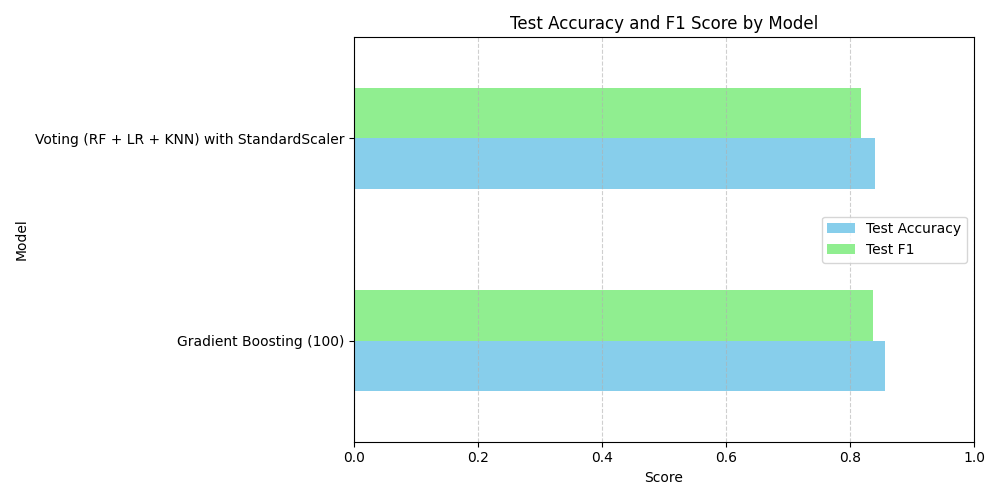 Test Accuracy and F1 Score by Model
Voting (RF + LR + KNN) with StandardScaler
Model
Test Accuracy
Test F1
Gradient Boosting (100)
0.0 0.2 0.4 0.6 0.8 1.0
Score